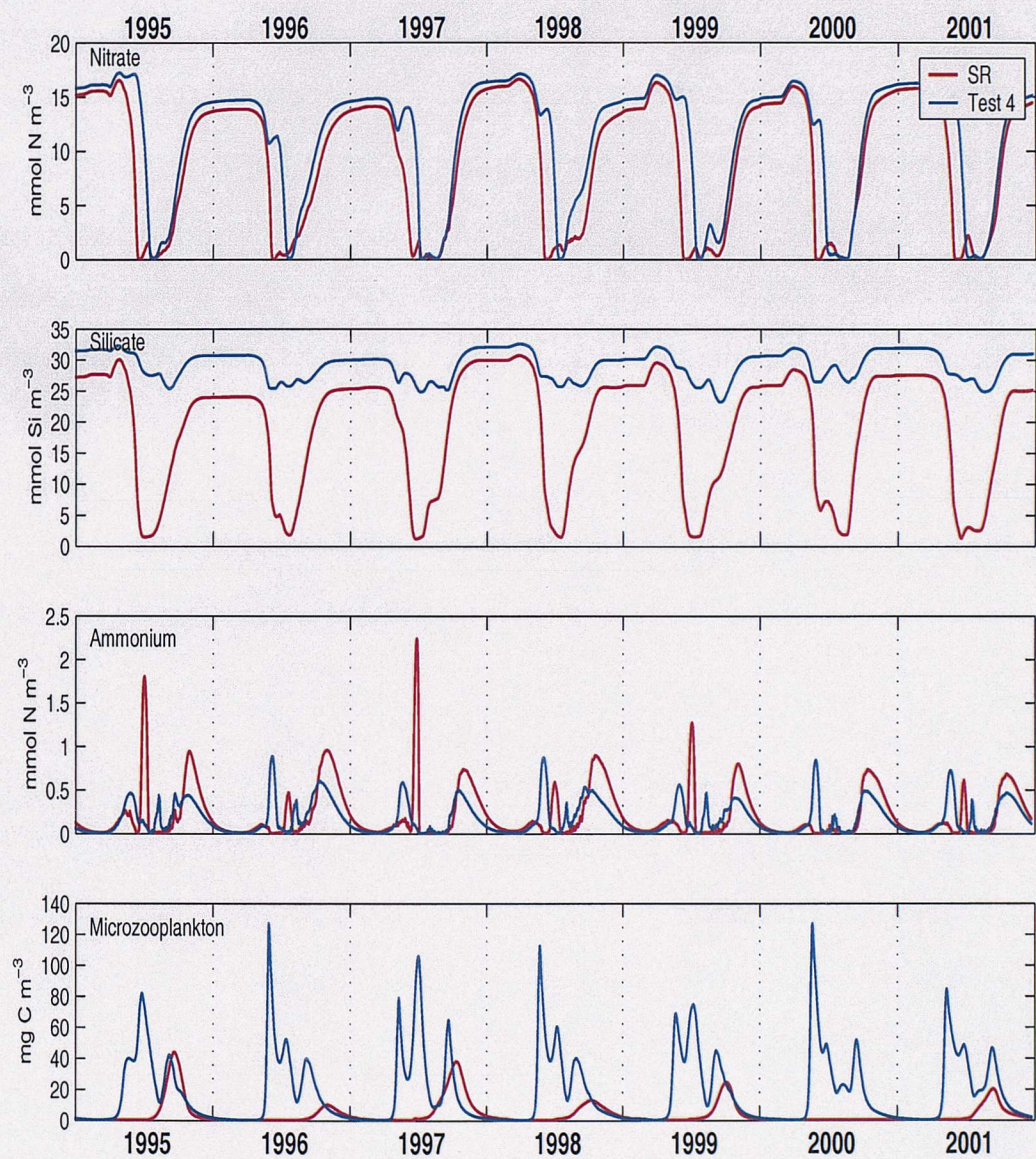 1995 1996 1997 1998 1999 2000 2001
20
15
10
5
0
mmol N m⁻³
Nitrate
SR
Test 4
35
30
25
20
15
10
5
0
mmol Si m⁻³
Silicate
2.5
2
1.5
1
0.5
0
mmol N m⁻³
Ammonium
140
120
100
80
60
40
20
0
mg C m⁻³
Microzooplankton
1995 1996 1997 1998 1999 2000 2001